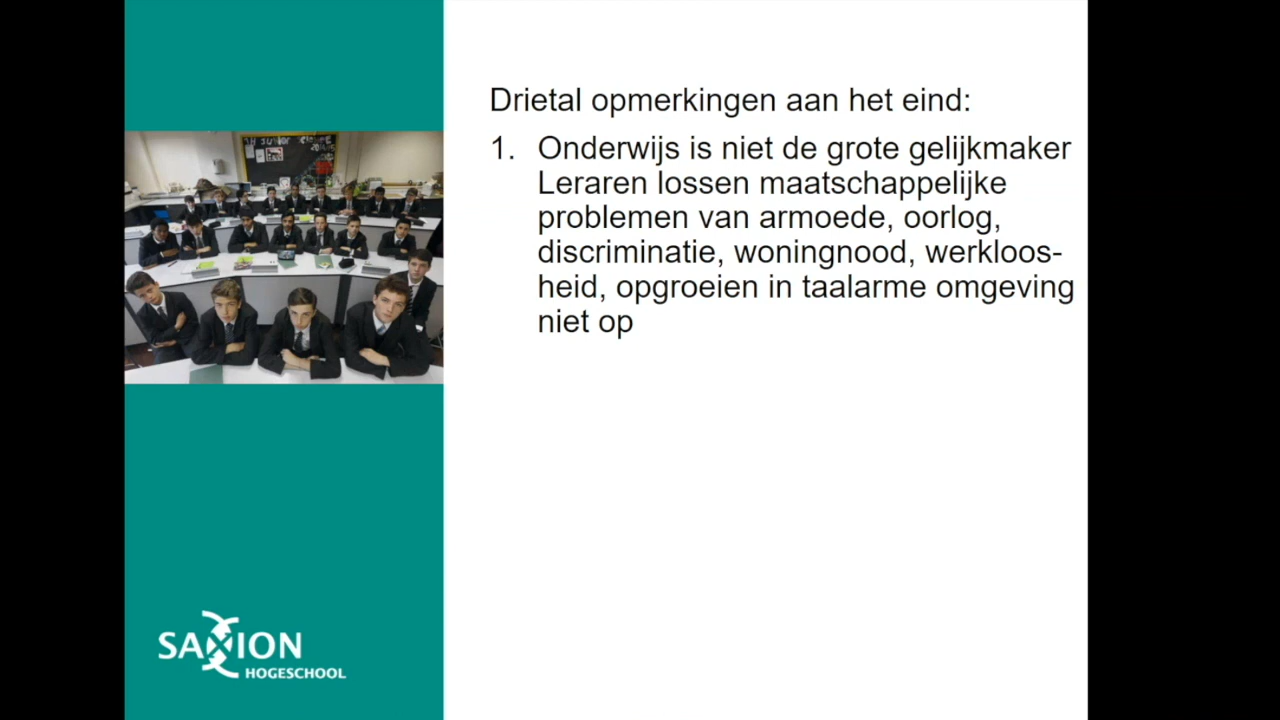 Drietal opmerkingen aan het eind:
1. Onderwijs is niet de grote gelijkmaker
Leraren lossen maatschappelijke
problemen van armoede, oorlog,
discriminatie, woningnood, werkloos-
heid, opgroeien in taalarme omgeving
niet op
SAXION
HOGESCHOOL